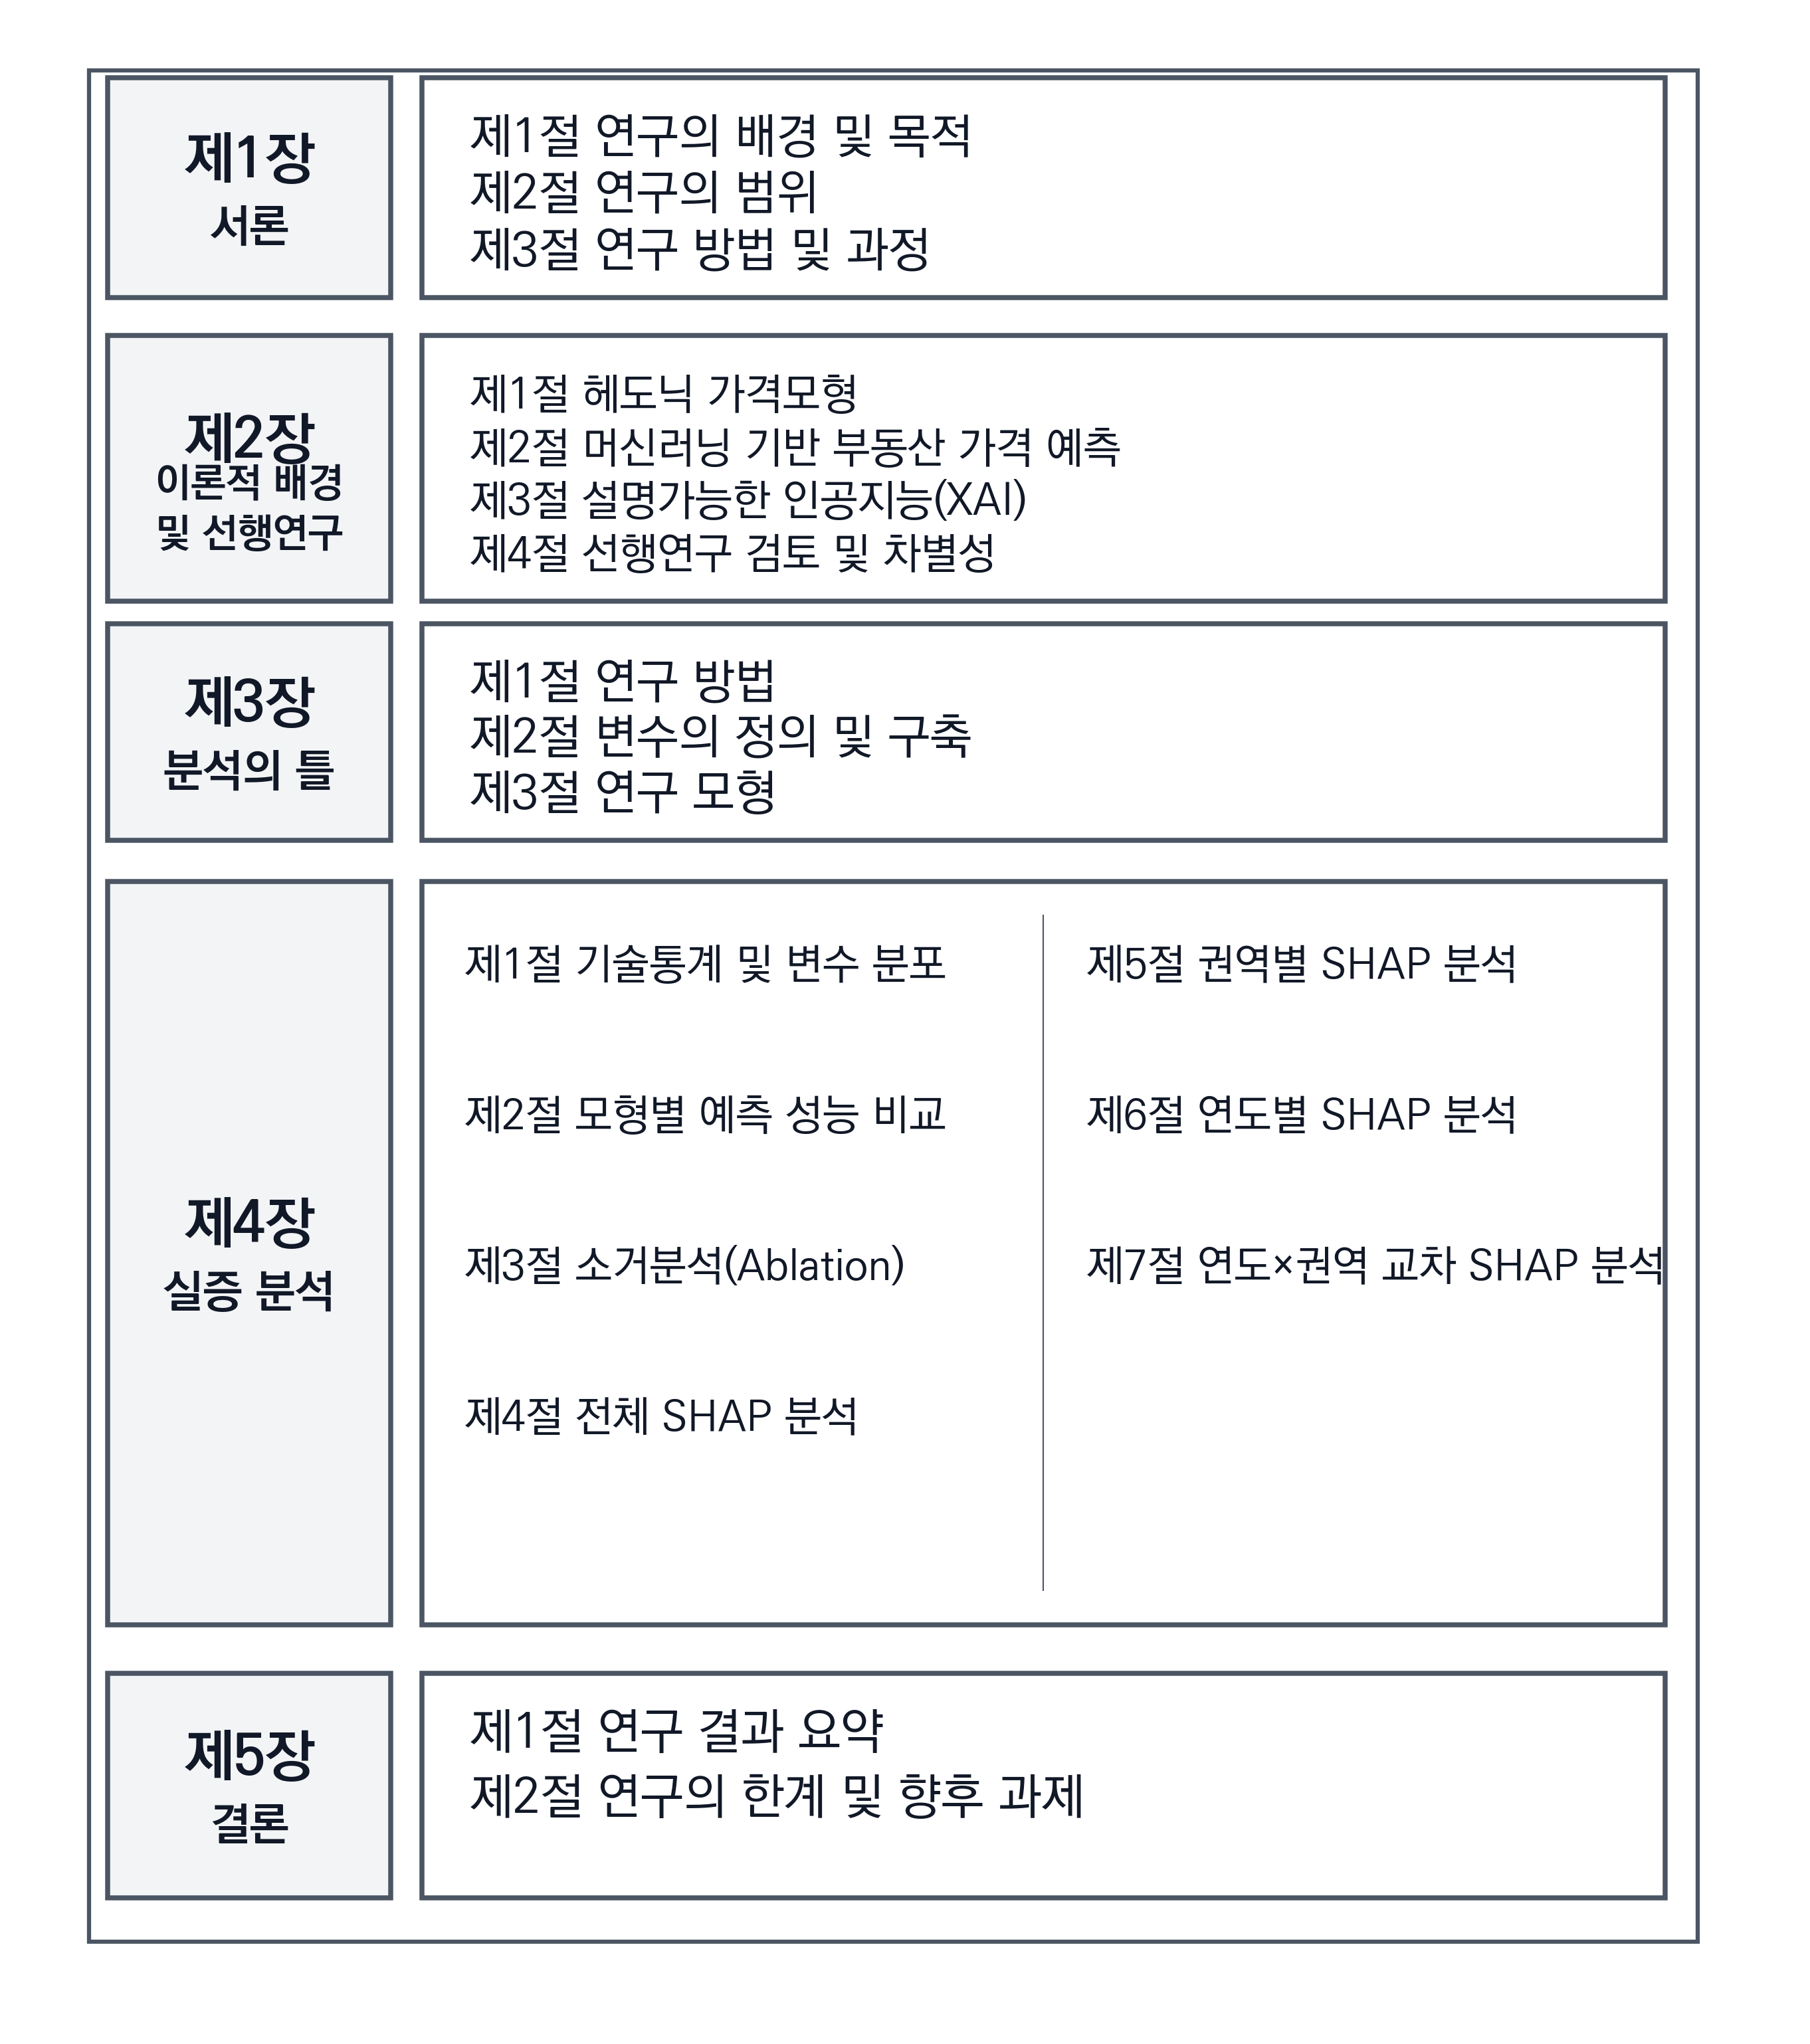 제1장
서론
제1절 연구의 배경 및 목적
제2절 연구의 범위
제3절 연구 방법 및 과정
제2장
이론적 배경
및 선행연구
제1절 헤도닉 가격모형
제2절 머신러닝 기반 부동산 가격 예측
제3절 설명가능한 인공지능(XAI)
제4절 선행연구 검토 및 차별성
제3장
분석의 틀
제1절 연구 방법
제2절 변수의 정의 및 구축
제3절 연구 모형
제4장
실증 분석
제1절 기술통계 및 변수 분포
제2절 모형별 예측 성능 비교
제3절 소거분석(Ablation)
제4절 전체 SHAP 분석
제5절 권역별 SHAP 분석
제6절 연도별 SHAP 분석
제7절 연도×권역 교차 SHAP 분석
제5장
결론
제1절 연구 결과 요약
제2절 연구의 한계 및 향후 과제